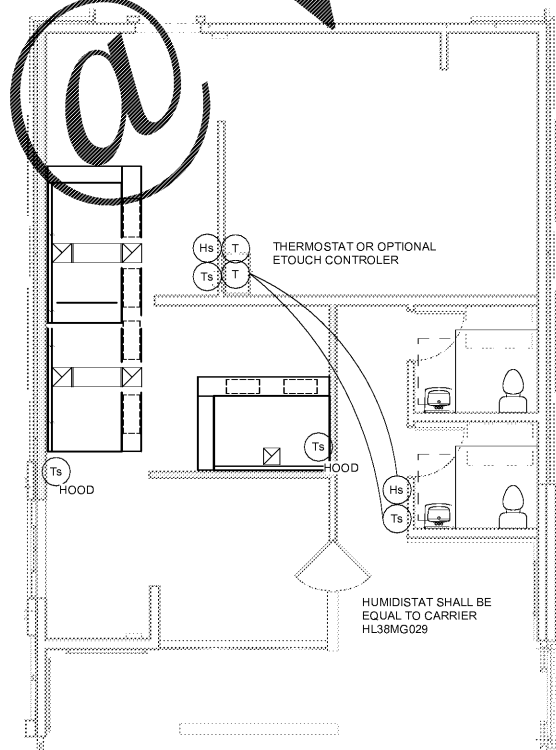 @
Hs T
THERMOSTAT OR OPTIONAL
ETOUCH CONTROLER
Ts T
Ts
HOOD
Ts
HOOD
Hs
Ts
HUMIDISTAT SHALL BE
EQUAL TO CARRIER
HL38MG029